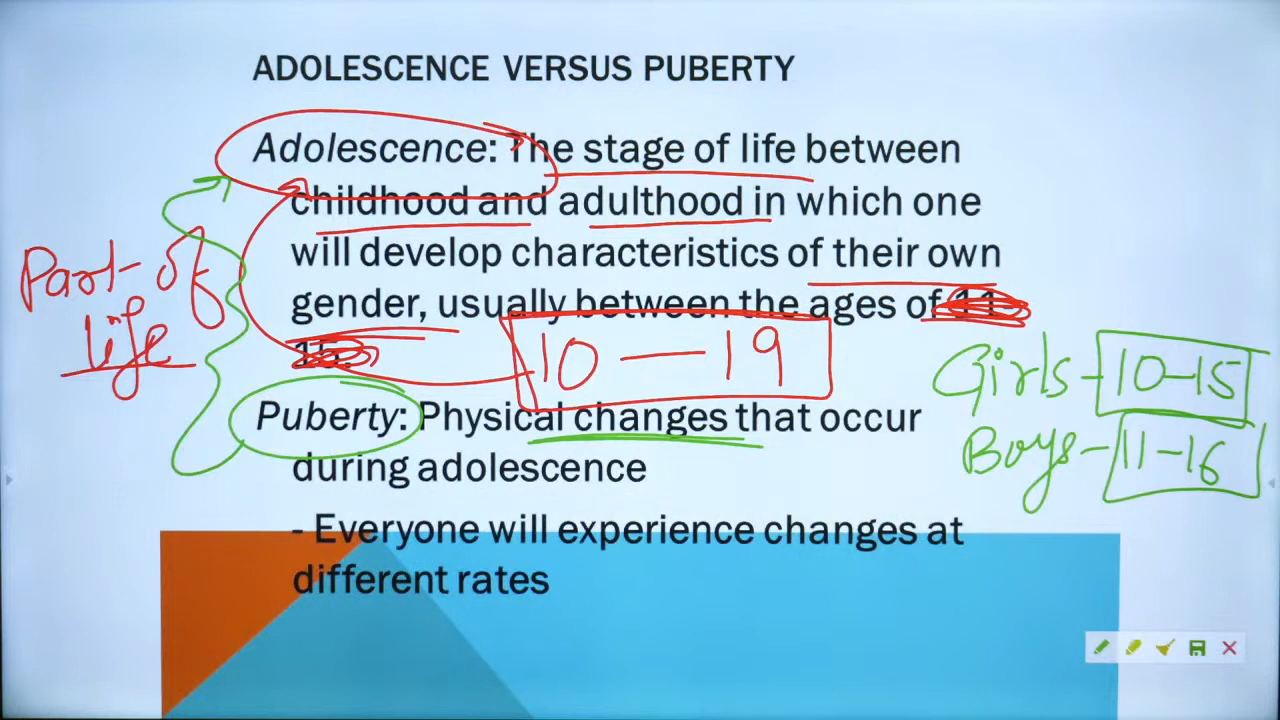 ADOLESCENCE VERSUS PUBERTY
Adolescence: The stage of life between
childhood and adulthood in which one
will develop characteristics of their own
gender, usually between the ages of 11
10 — 19
Part of
life
Puberty: Physical changes that occur
during adolescence
- Everyone will experience changes at
different rates
Girls - 10-15
Boys - 11-16